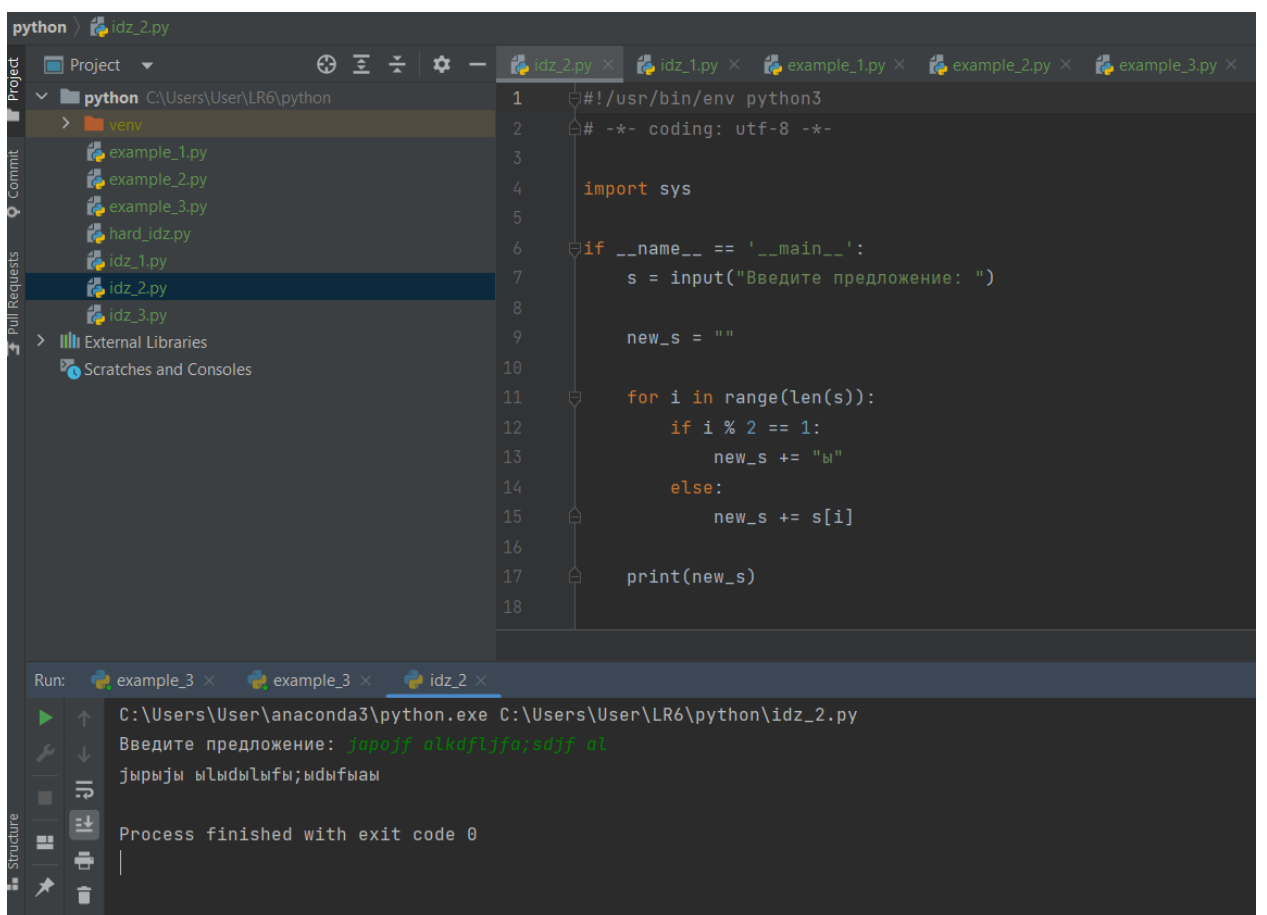 python 〉 idz_2.py
Project
Commit
Pull Requests
Structure
Project
python C:\Users\User\LR6\python
venv
example_1.py
example_2.py
example_3.py
hard_idz.py
idz_1.py
idz_2.py
idz_3.py
External Libraries
Scratches and Consoles
idz_2.py × idz_1.py × example_1.py × example_2.py × example_3.py ×
1 #!/usr/bin/env python3
2 # -*- coding: utf-8 -*-
3
4 import sys
5
6 if __name__ == '__main__':
7 s = input("Введите предложение: ")
8
9 new_s = ""
10
11 for i in range(len(s)):
12 if i % 2 == 1:
13 new_s += "ы"
14 else:
15 new_s += s[i]
16
17 print(new_s)
18
Run: example_3 × example_3 × idz_2 ×
C:\Users\User\anaconda3\python.exe C:\Users\User\LR6\python\idz_2.py
Введите предложение: japojf alkdfljfa;sdjf al
jыpыjы ыlыdыlыfы;ыdыfыaы
Process finished with exit code 0